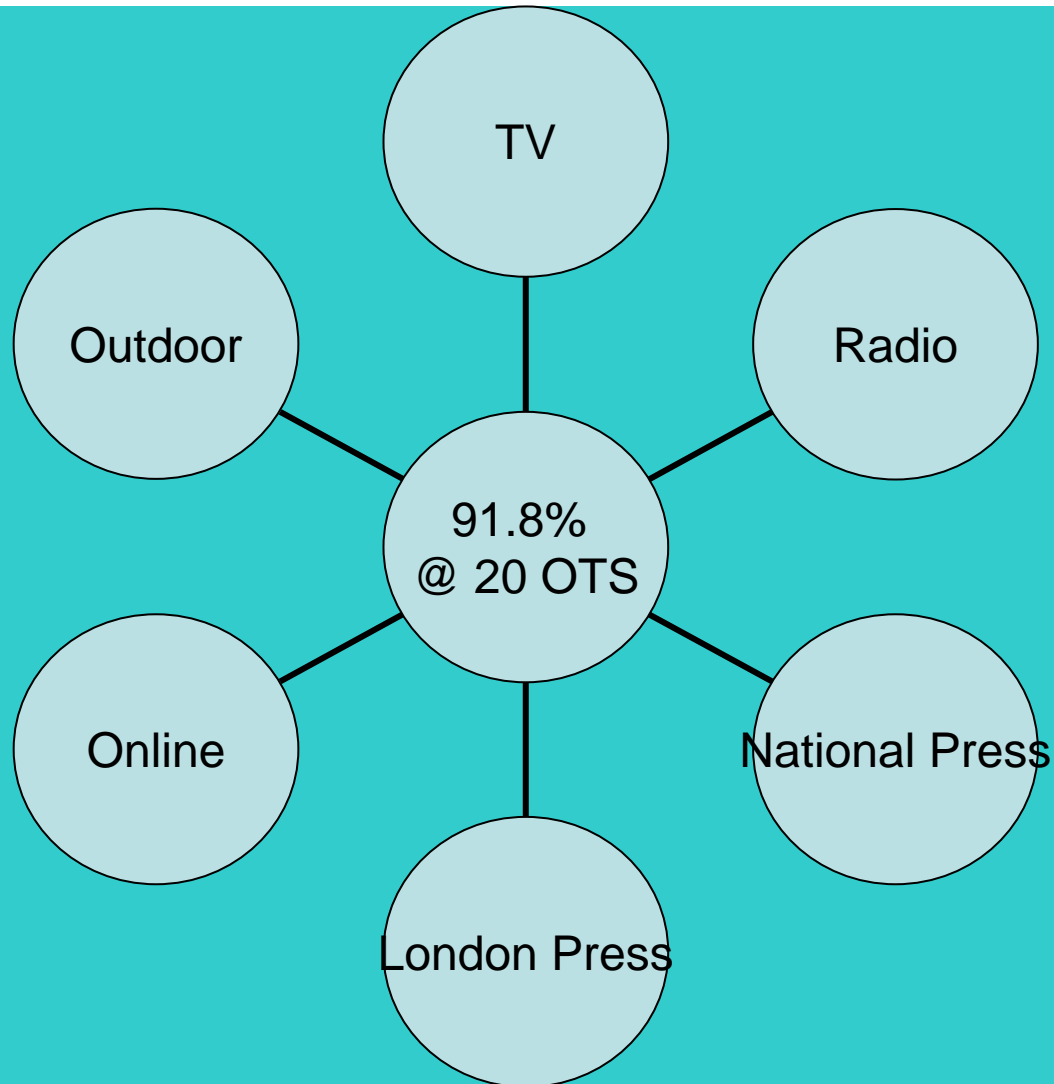 TV
Outdoor
Radio
91.8%
@ 20 OTS
Online
National Press
London Press